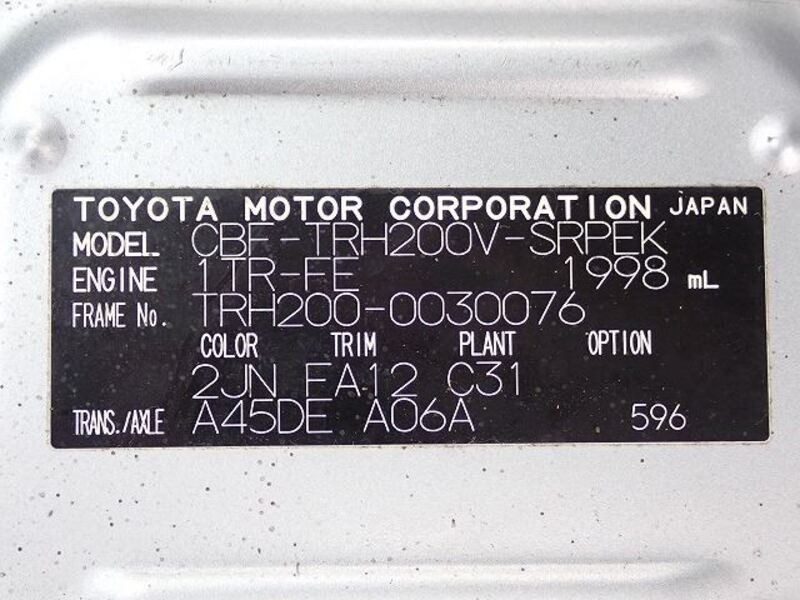 TOYOTA MOTOR CORPORATION JAPAN
MODEL CBF-TRH200V-SRPEK
ENGINE 1TR-FE 1998 mL
FRAME No. TRH200-0030076
COLOR TRIM PLANT OPTION
2JN FA12 C31
TRANS./AXLE A45DE A06A 596